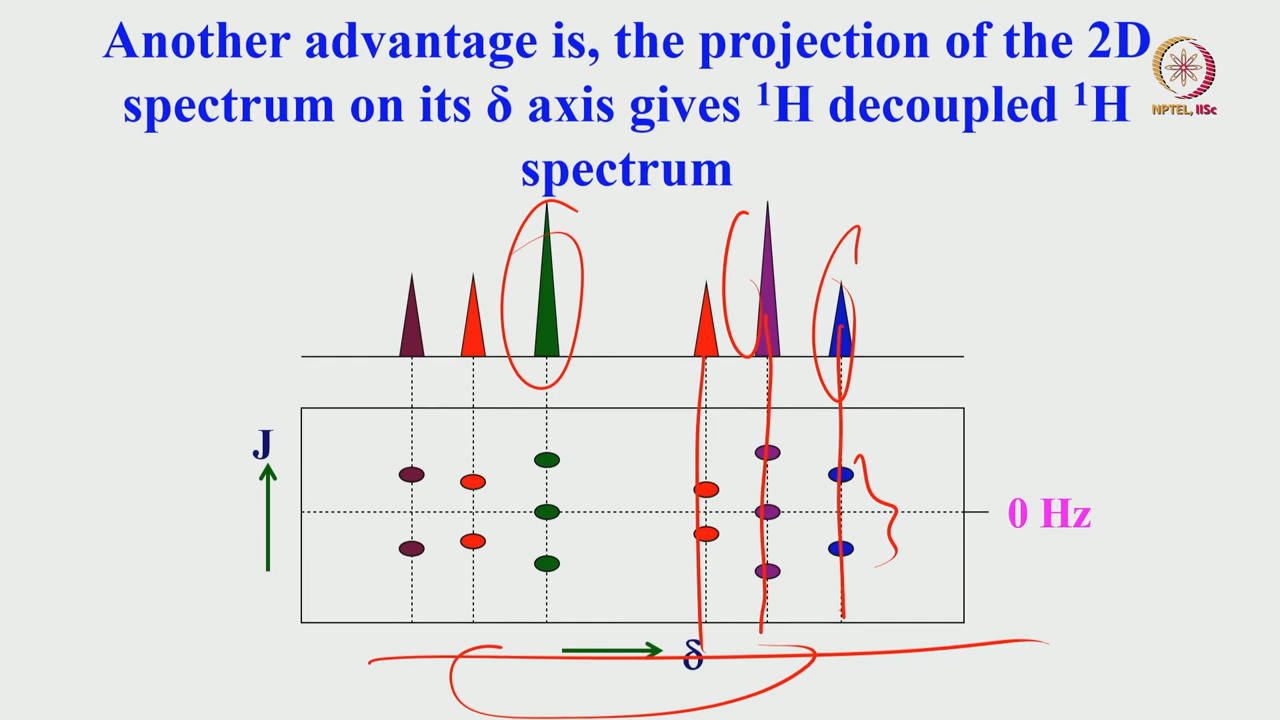 Another advantage is, the projection of the 2D
spectrum on its δ axis gives ¹H decoupled ¹H
spectrum
NPTEL, IISc
J
0 Hz
δ